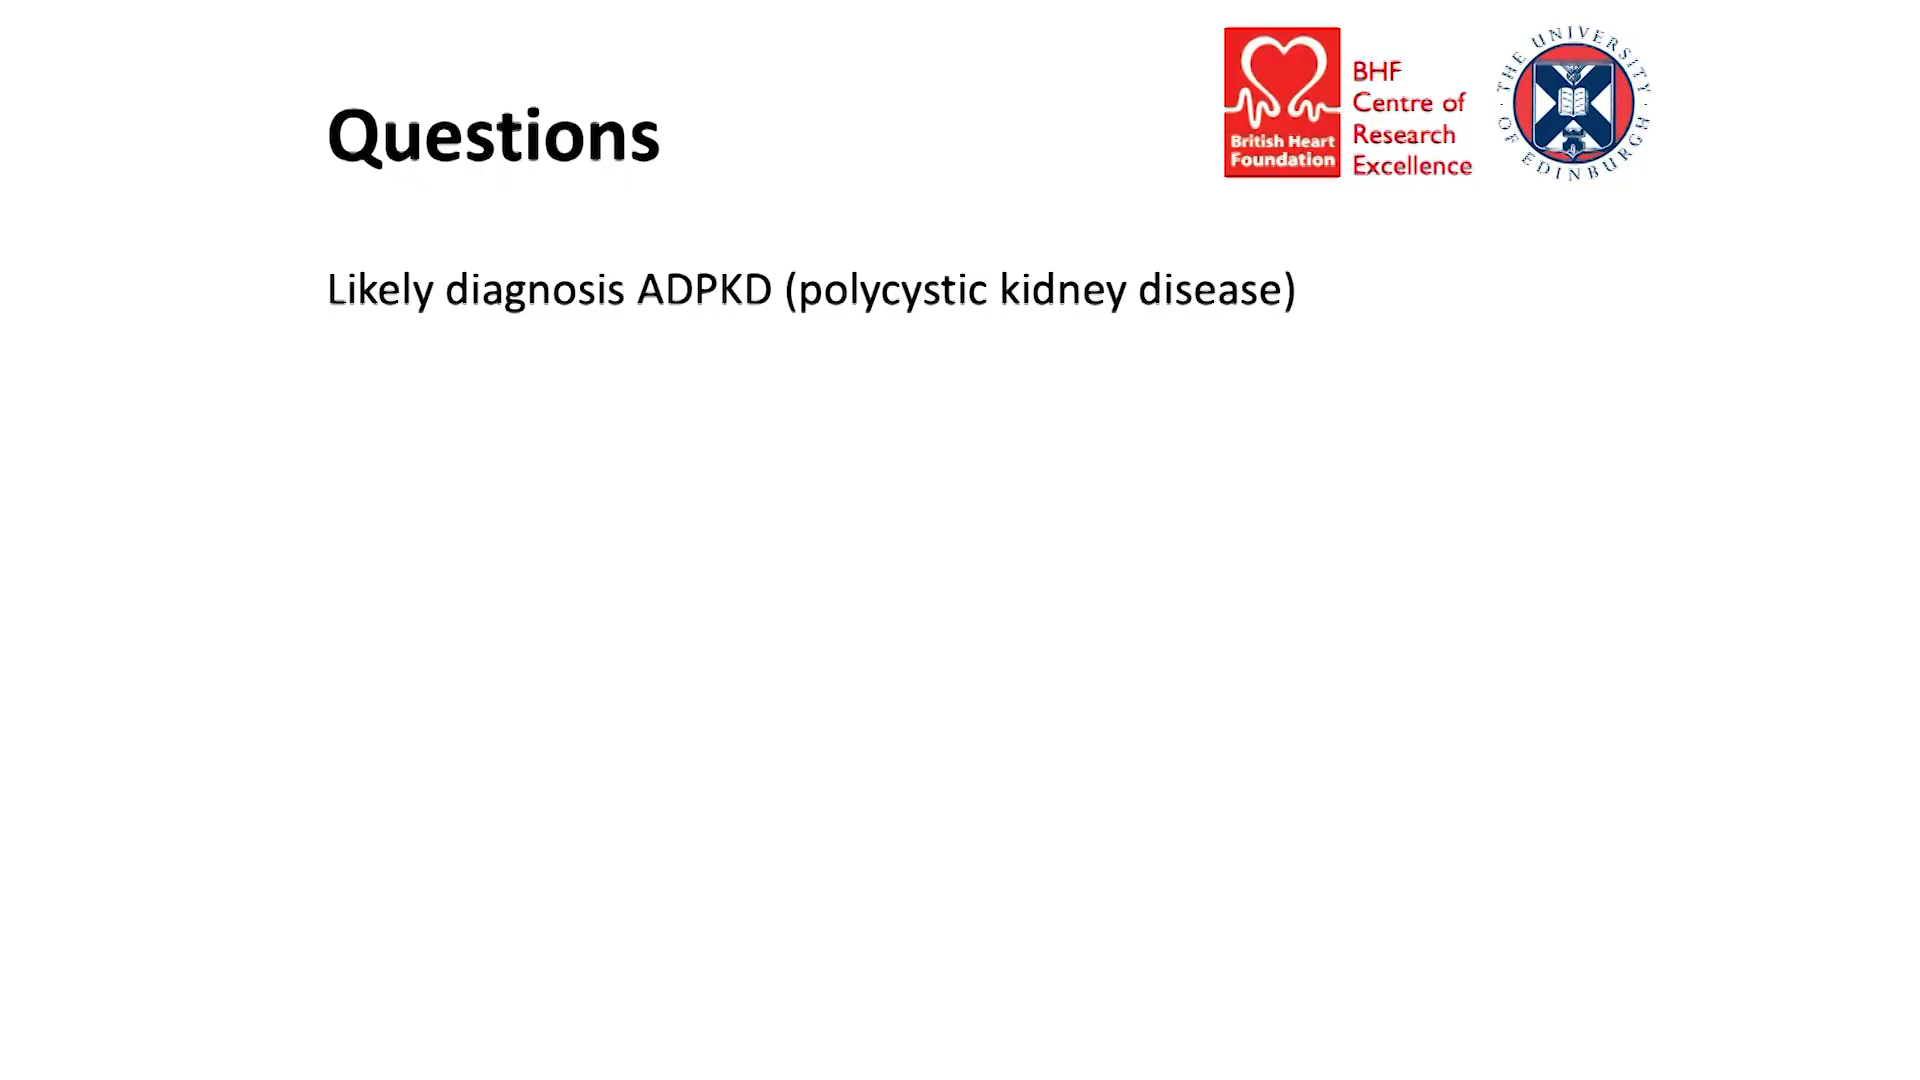 Questions
British Heart
Foundation
BHF
Centre of
Research
Excellence
THE UNIVERSITY OF EDINBURGH
Likely diagnosis ADPKD (polycystic kidney disease)